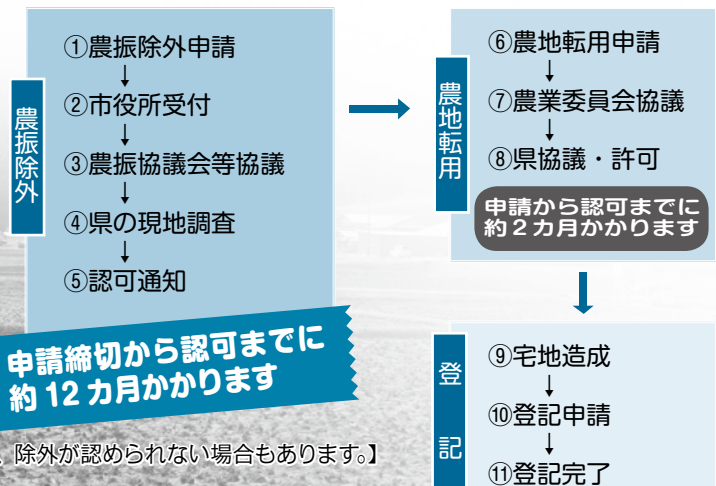 農振除外
①農振除外申請
↓
②市役所受付
↓
③農振協議会等協議
↓
④県の現地調査
↓
⑤認可通知
申請締切から認可までに
約12カ月かかります
、除外が認められない場合もあります。】
農地転用
⑥農地転用申請
↓
⑦農業委員会協議
↓
⑧県協議・許可
申請から認可までに
約2カ月かかります
登記
⑨宅地造成
↓
⑩登記申請
↓
⑪登記完了